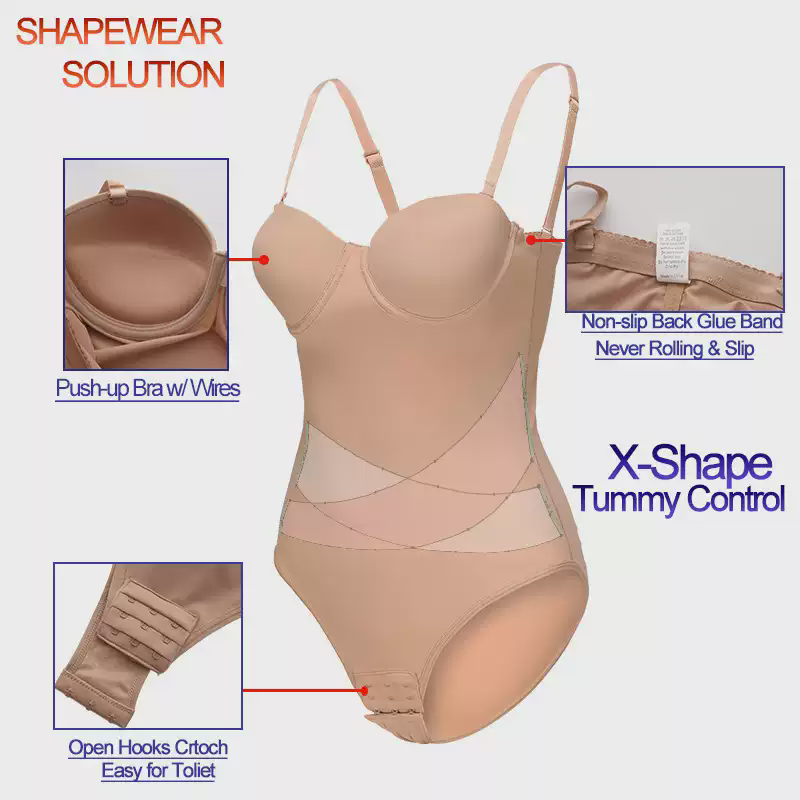 SHAPEWEAR
SOLUTION
Push-up Bra w/ Wires
Non-slip Back Glue Band
Never Rolling & Slip
X-Shape
Tummy Control
Open Hooks Crtoch
Easy for Toliet